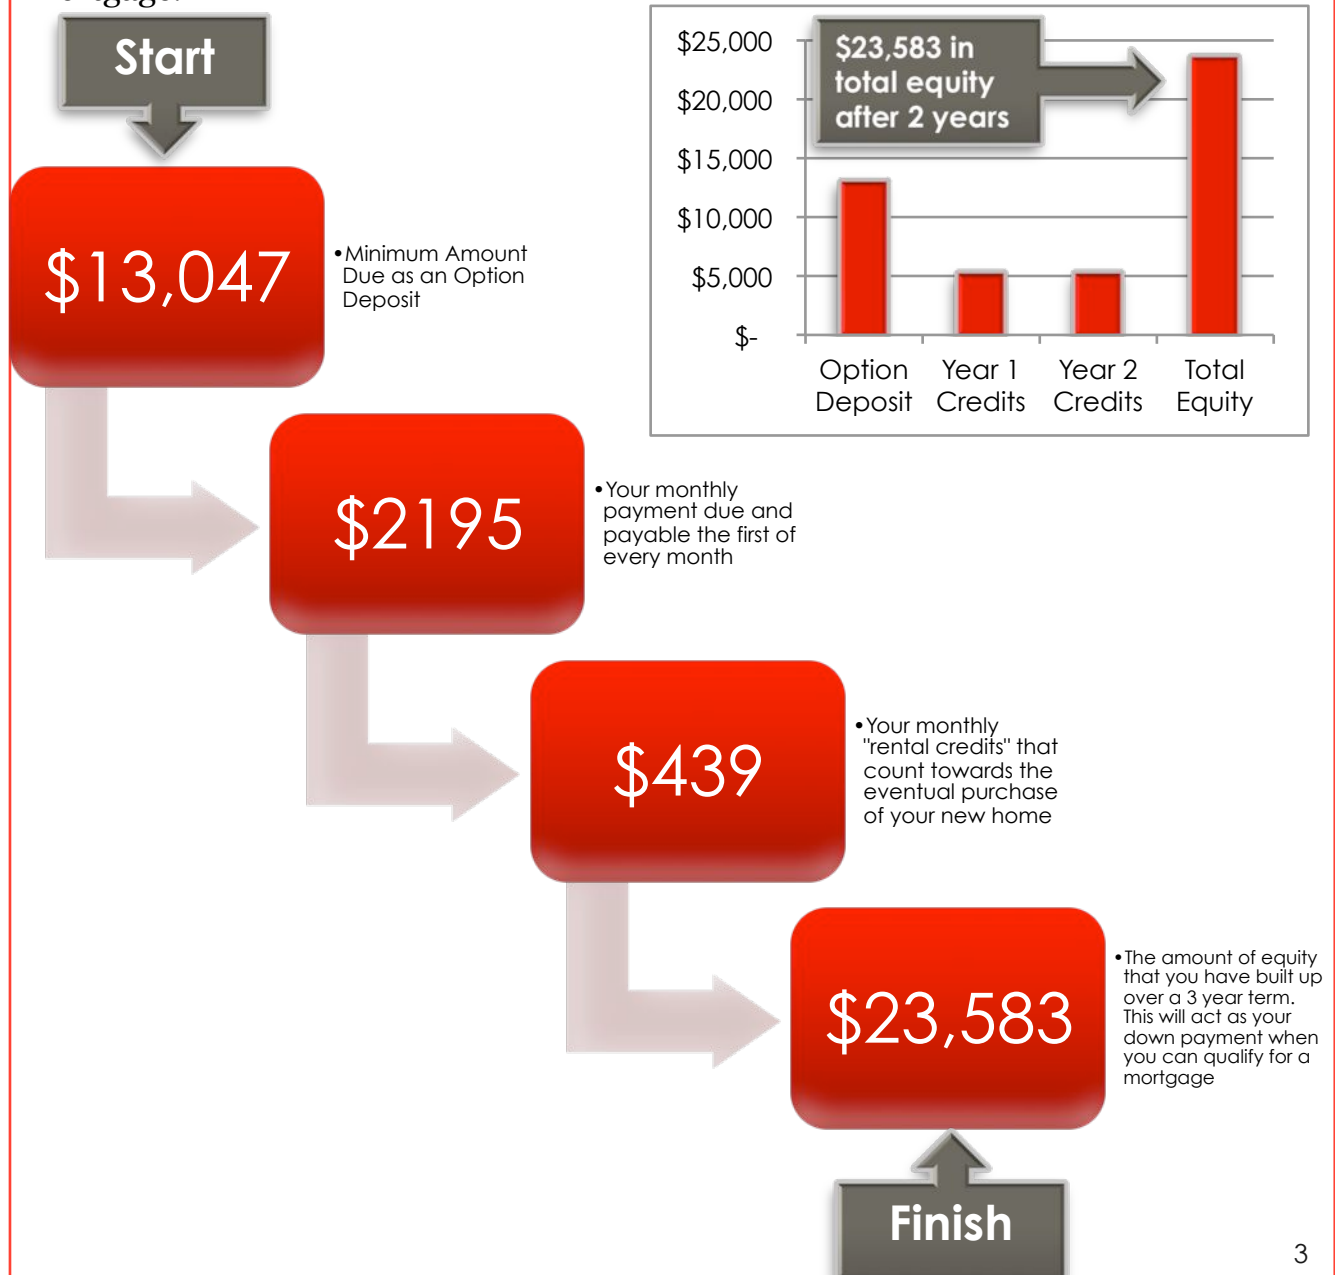 Start
$13,047
•Minimum Amount
Due as an Option
Deposit
$25,000
$20,000
$15,000
$10,000
$5,000
$-
$23,583 in
total equity
after 2 years
Option
Deposit
Year 1
Credits
Year 2
Credits
Total
Equity
$2195
•Your monthly
payment due and
payable the first of
every month
$439
•Your monthly
"rental credits" that
count towards the
eventual purchase
of your new home
$23,583
•The amount of equity
that you have built up
over a 3 year term.
This will act as your
down payment when
you can qualify for a
mortgage
Finish
3